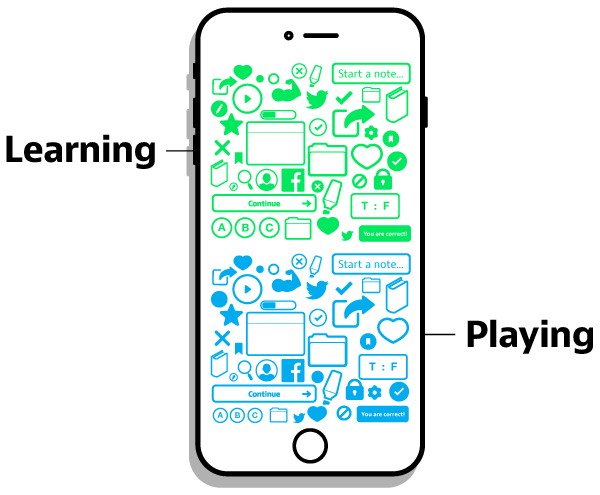 Start a note...
Learning
Continue
T : F
A B C
You are correct!
Start a note...
Playing
T : F
Continue
A B C
You are correct!